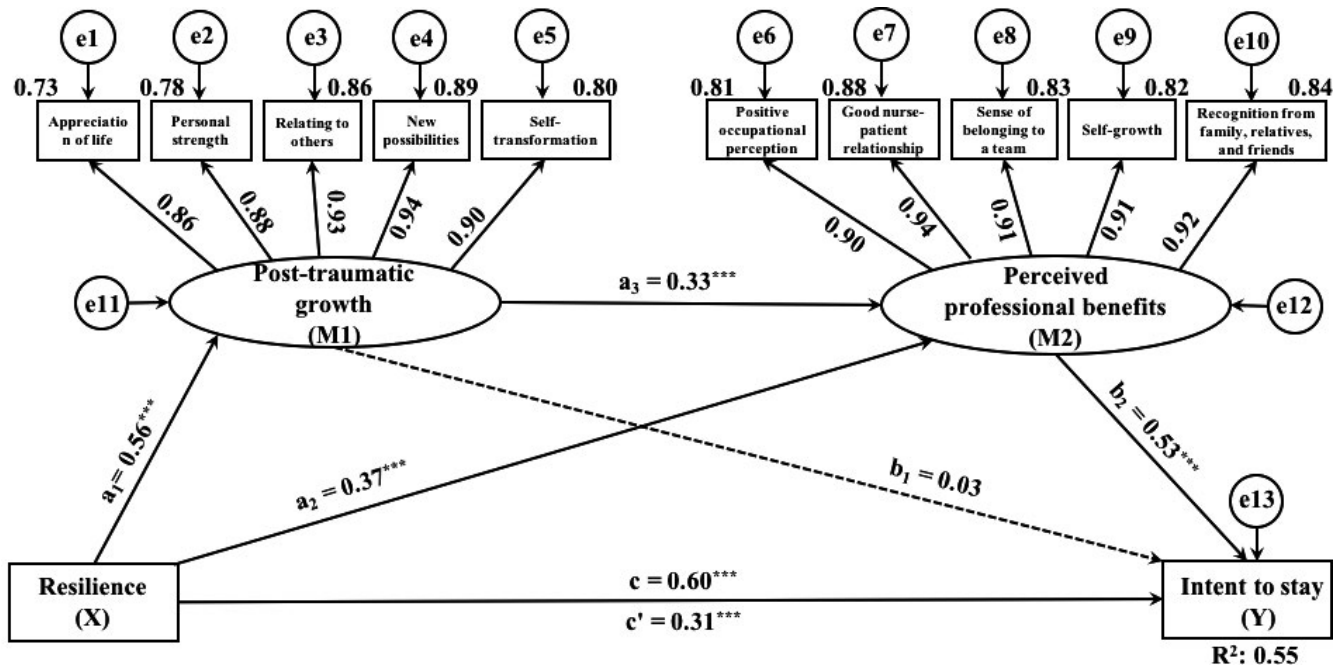 e1
e2
e3
e4
e5
e6
e7
e8
e9
e10
0.73
0.78
0.86
0.89
0.80
0.81
0.88
0.83
0.82
0.84
Appreciatio
n of life
Personal
strength
Relating to
others
New
possibilities
Self-
transformation
Positive
occupational
perception
Good nurse-
patient
relationship
Sense of
belonging to
a team
Self-growth
Recognition from
family, relatives,
and friends
0.86
0.88
0.93
0.94
0.90
0.90
0.94
0.91
0.91
0.92
e11
Post-traumatic
growth
(M1)
a₃ = 0.33***
Perceived
professional benefits
(M2)
e12
a₁= 0.56***
a₂ = 0.37***
b₁ = 0.03
b₂ = 0.53***
e13
Resilience
(X)
c = 0.60***
c' = 0.31***
Intent to stay
(Y)
R²: 0.55